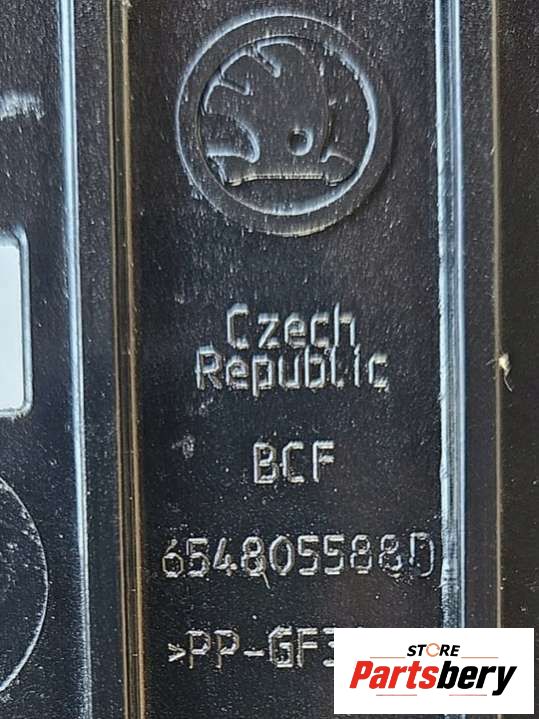 Czech
Republic
BCF
654805588D
>PP-GF3
STORE
Partsbery